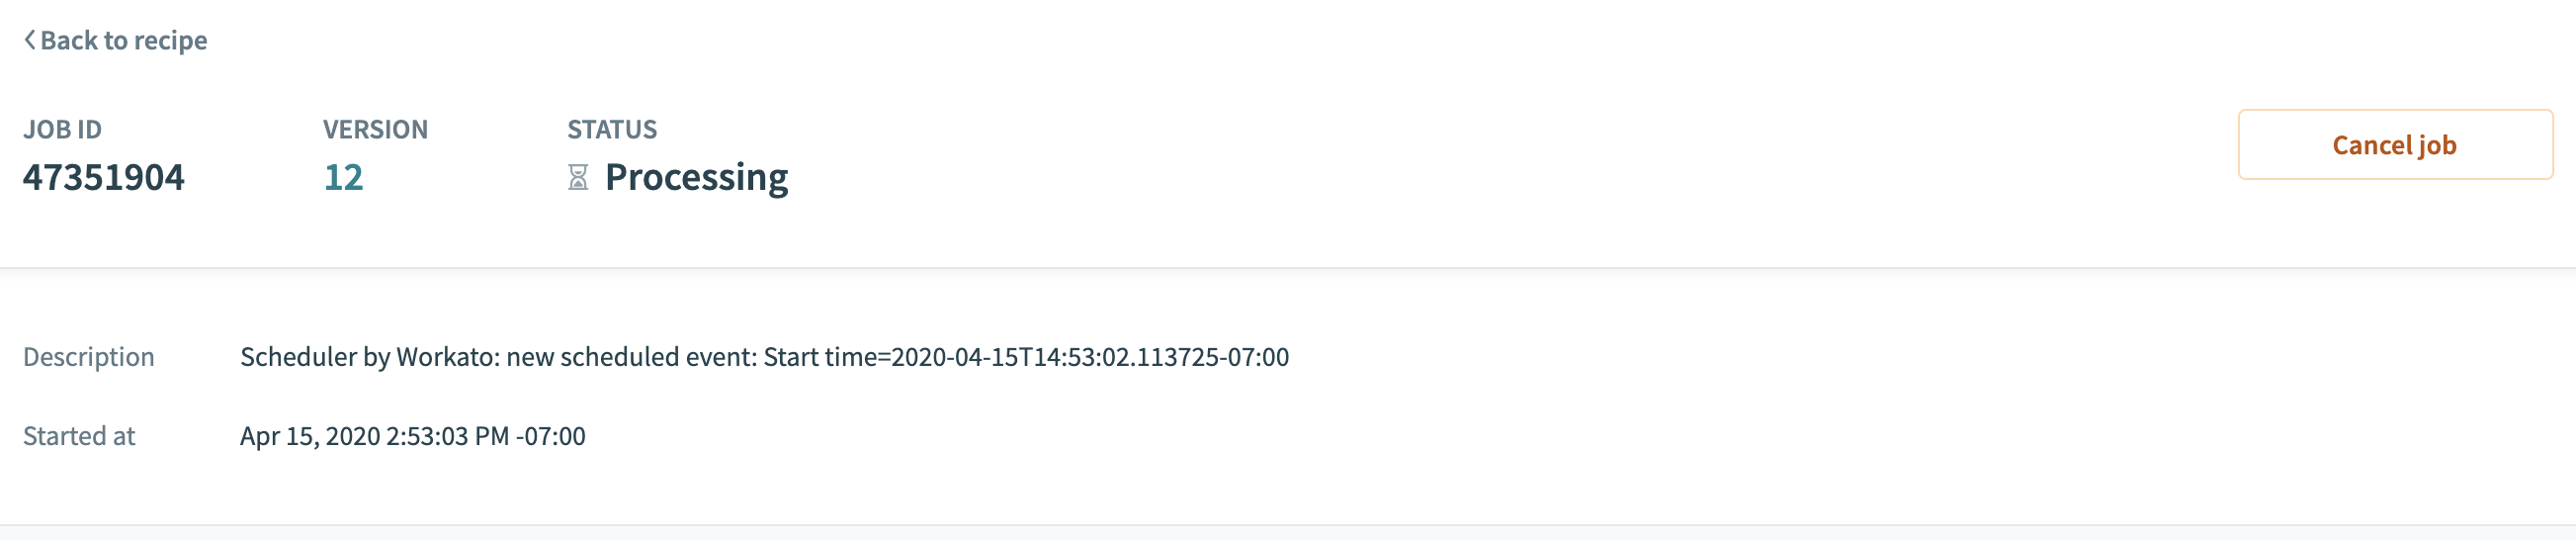 Back to recipe
JOB ID VERSION STATUS
47351904 12 Processing
Cancel job
Description Scheduler by Workato: new scheduled event: Start time=2020-04-15T14:53:02.113725-07:00
Started at Apr 15, 2020 2:53:03 PM -07:00